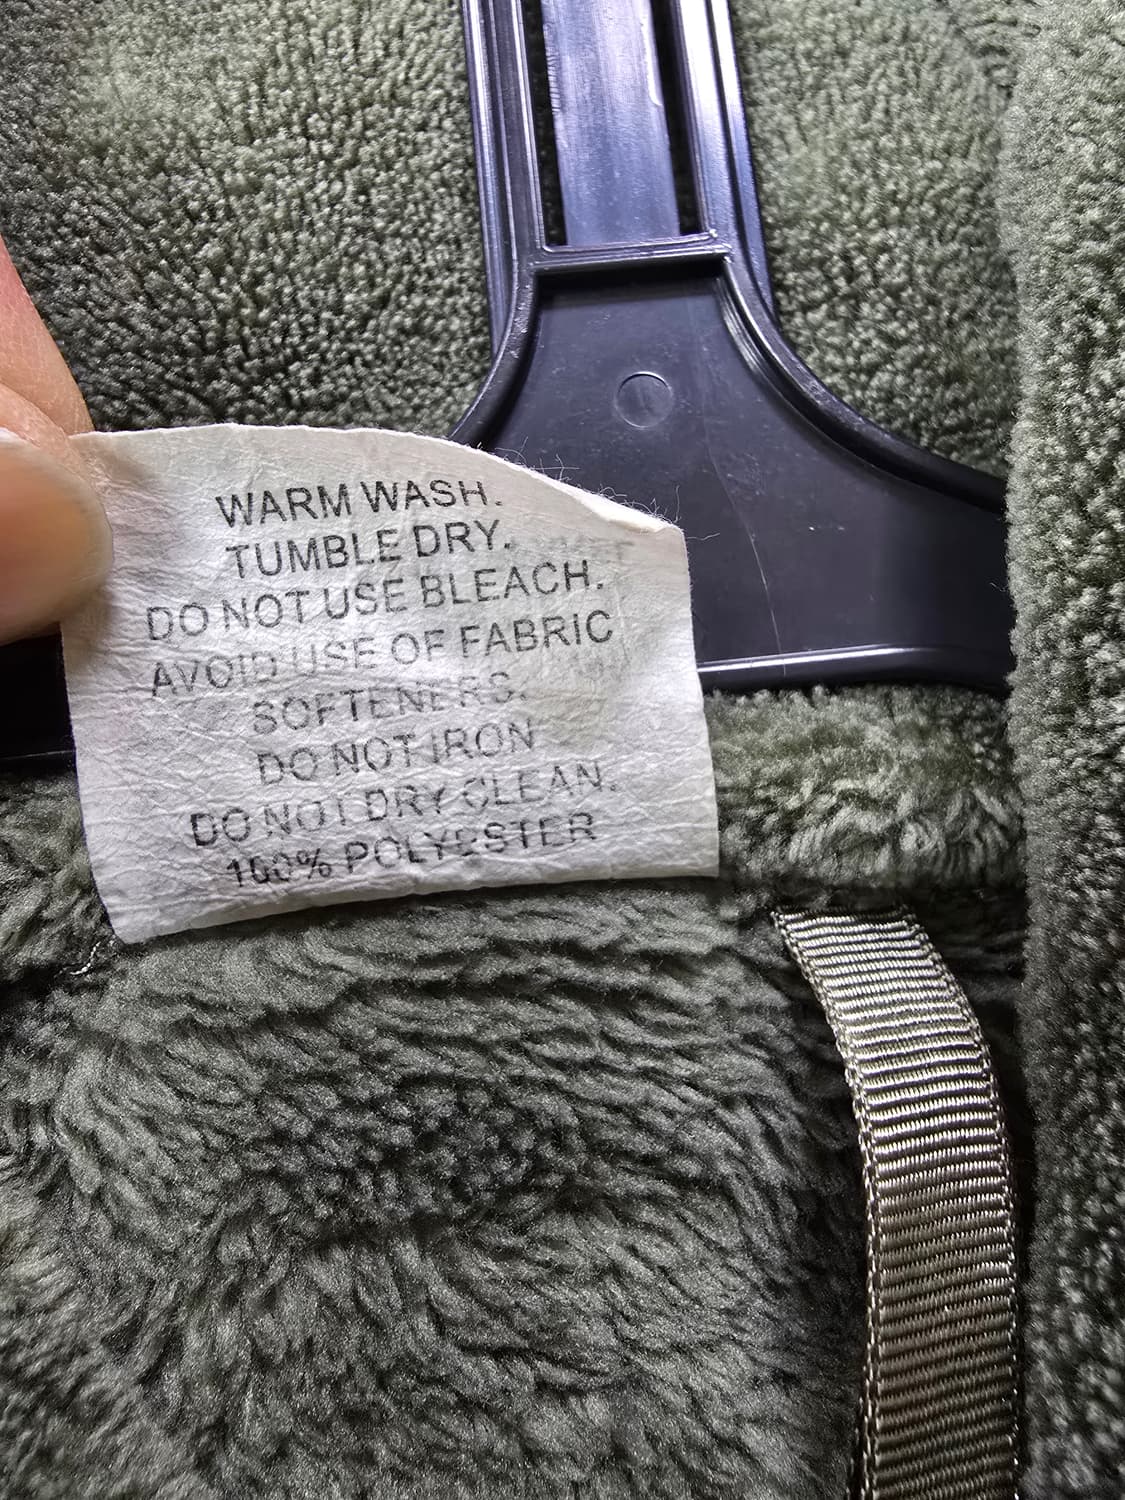 WARM WASH.
TUMBLE DRY.
DO NOT USE BLEACH.
AVOID USE OF FABRIC
SOFTENERS.
DO NOT IRON
DO NOT DRY CLEAN.
100% POLYESTER